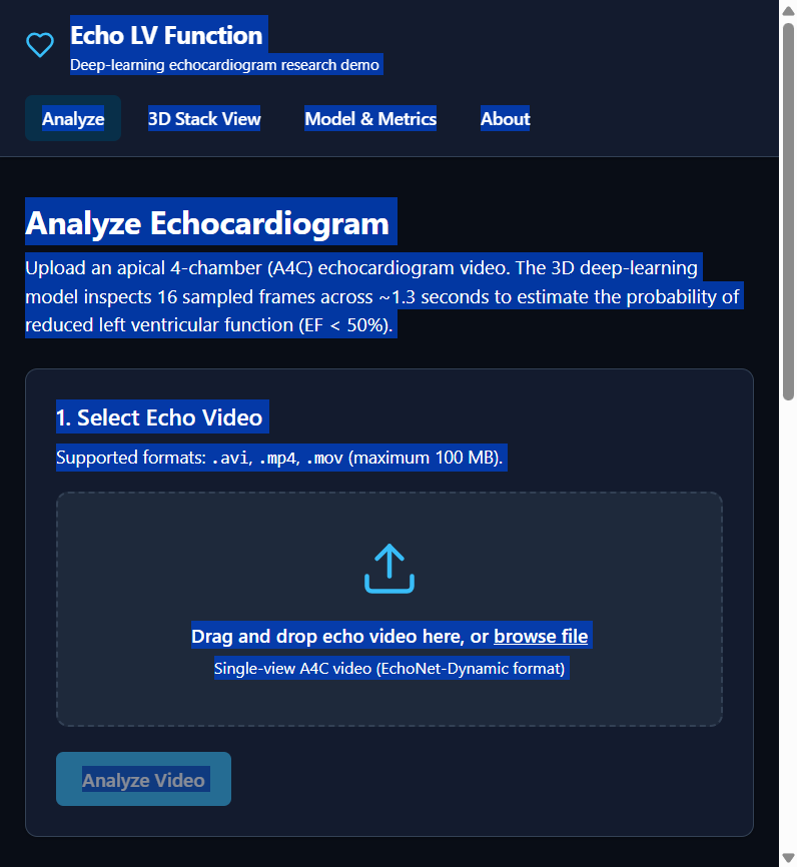 Echo LV Function
Deep-learning echocardiogram research demo
Analyze 3D Stack View Model & Metrics About
Analyze Echocardiogram
Upload an apical 4-chamber (A4C) echocardiogram video. The 3D deep-learning
model inspects 16 sampled frames across ~1.3 seconds to estimate the probability of
reduced left ventricular function (EF < 50%).
1. Select Echo Video
Supported formats: .avi, .mp4, .mov (maximum 100 MB).
Drag and drop echo video here, or browse file
Single-view A4C video (EchoNet-Dynamic format)
Analyze Video